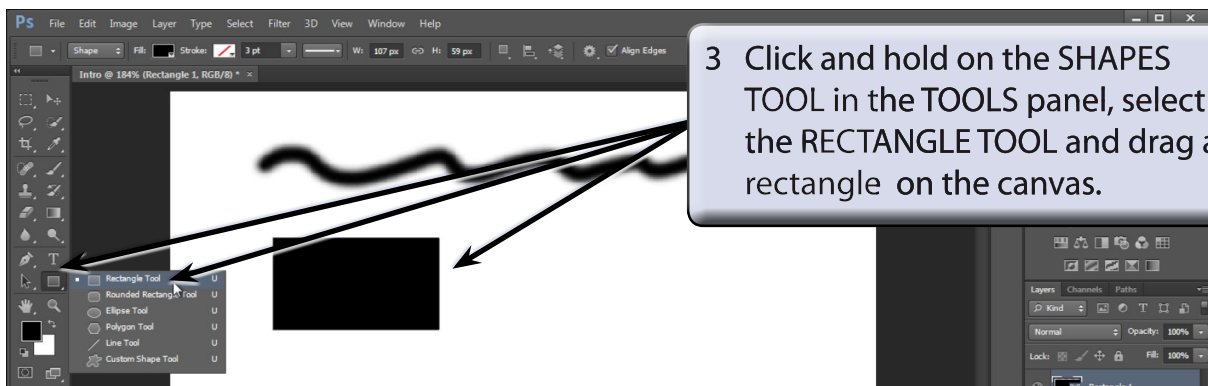 Ps File Edit Image Layer Type Select Filter 3D View Window Help
Shape Fill: Stroke: 3 pt W: 107 px H: 59 px Align Edges
Intro @ 184% (Rectangle 1, RGB/8) * ×
3 Click and hold on the SHAPES
TOOL in the TOOLS panel, select
the RECTANGLE TOOL and drag a
rectangle on the canvas.
T
Rectangle Tool U
Rounded Rectangle Tool U
Ellipse Tool U
Polygon Tool U
Line Tool U
Custom Shape Tool U
Layers Channels Paths
Kind T
Normal Opacity: 100%
Lock: Fill: 100%